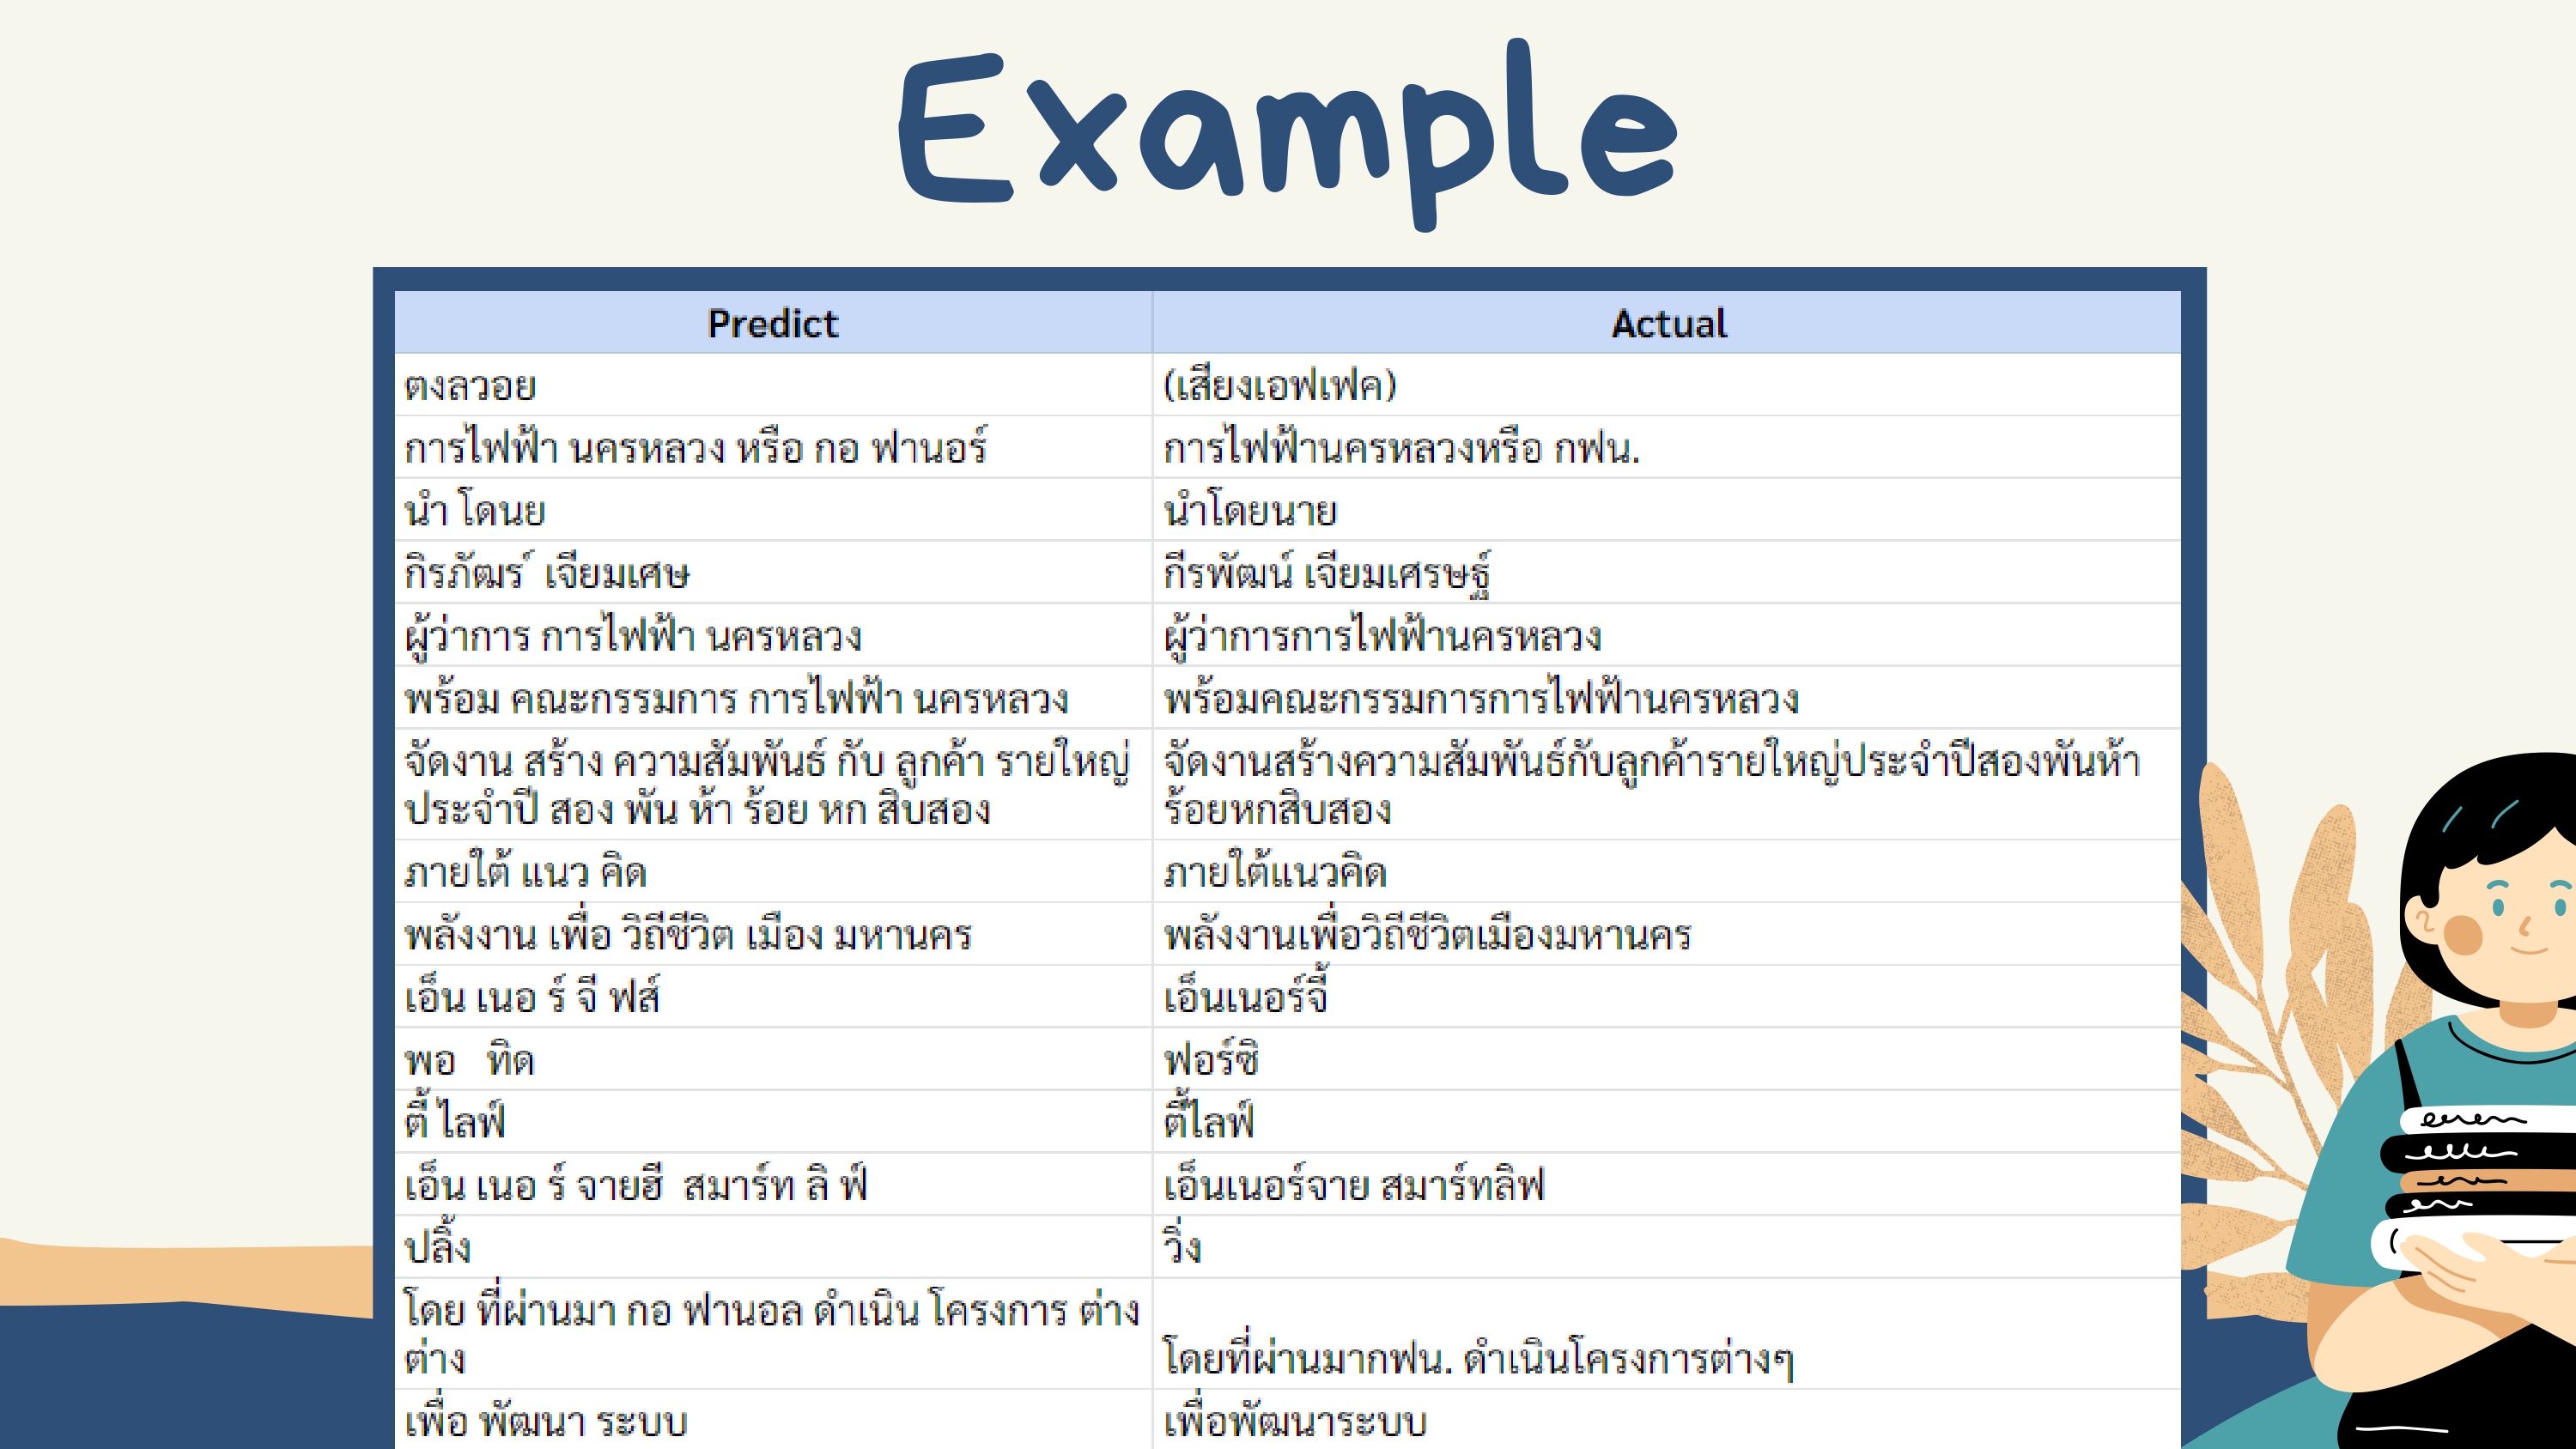 Example
Predict Actual
ตงลวอย (เสียงเอฟเฟค)
การไฟฟ้า นครหลวง หรือ กอ ฟานอร์ การไฟฟ้านครหลวงหรือ กฟน.
นำ โดนย นำโดยนาย
กิรภัฒร์ เจียมเศษ กีรพัฒน์ เจียมเศรษฐ์
ผู้ว่าการ การไฟฟ้า นครหลวง ผู้ว่าการการไฟฟ้านครหลวง
พร้อม คณะกรรมการ การไฟฟ้า นครหลวง พร้อมคณะกรรมการการไฟฟ้านครหลวง
จัดงาน สร้าง ความสัมพันธ์ กับ ลูกค้า รายใหญ่ จัดงานสร้างความสัมพันธ์กับลูกค้ารายใหญ่ประจำปีสองพันห้า
ประจำปี สอง พัน ห้า ร้อย หก สิบสอง ร้อยหกสิบสอง
ภายใต้ แนว คิด ภายใต้แนวคิด
พลังงาน เพื่อ วิถีชีวิต เมือง มหานคร พลังงานเพื่อวิถีชีวิตเมืองมหานคร
เอ็น เนอ ร์ จี ฟส์ เอ็นเนอร์จี้
พอ ทิด ฟอร์ซิ
ตี้ ไลฟ์ ตี้ไลฟ์
เอ็น เนอ ร์ จายฮี สมาร์ท ลิ ฟ์ เอ็นเนอร์จาย สมาร์ทลิฟ
ปลิ้ง วิ่ง
โดย ที่ผ่านมา กอ ฟานอล ดำเนิน โครงการ ต่าง
ต่าง โดยที่ผ่านมากฟน. ดำเนินโครงการต่างๆ
เพื่อ พัฒนา ระบบ เพื่อพัฒนาระบบ